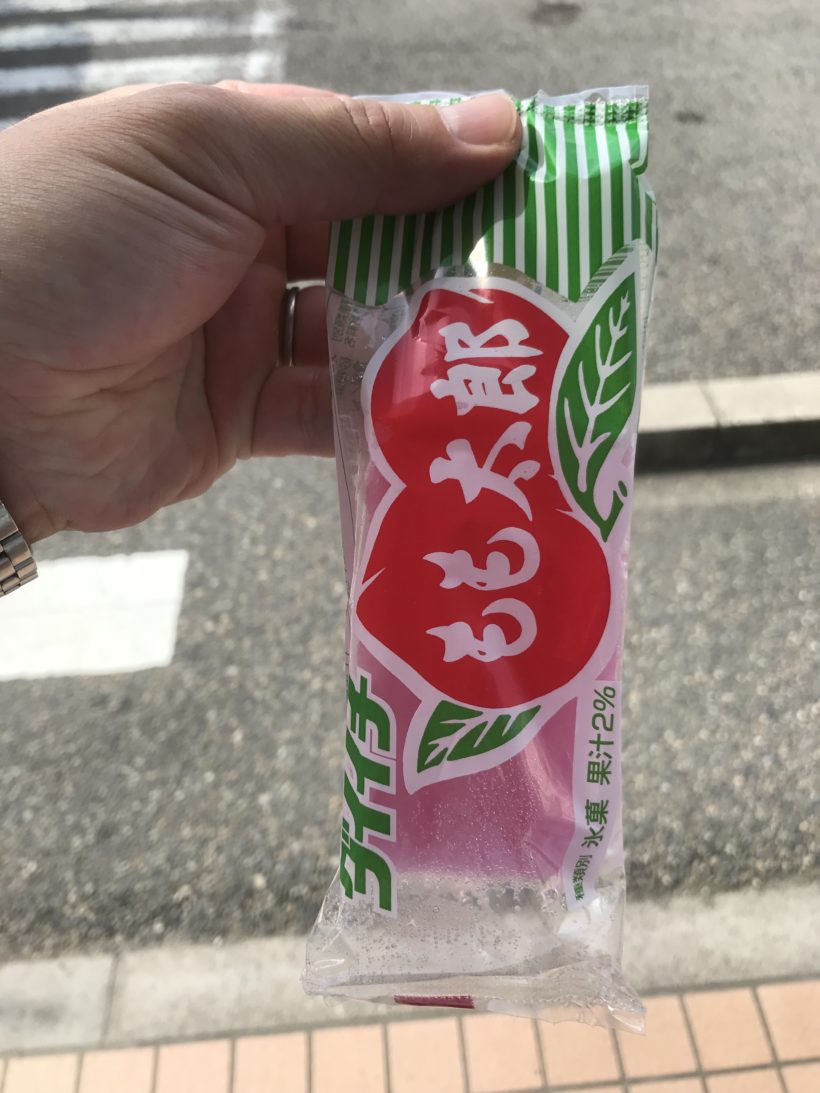 もも太郎
ダイイチ
種類別 氷菓 果汁2%